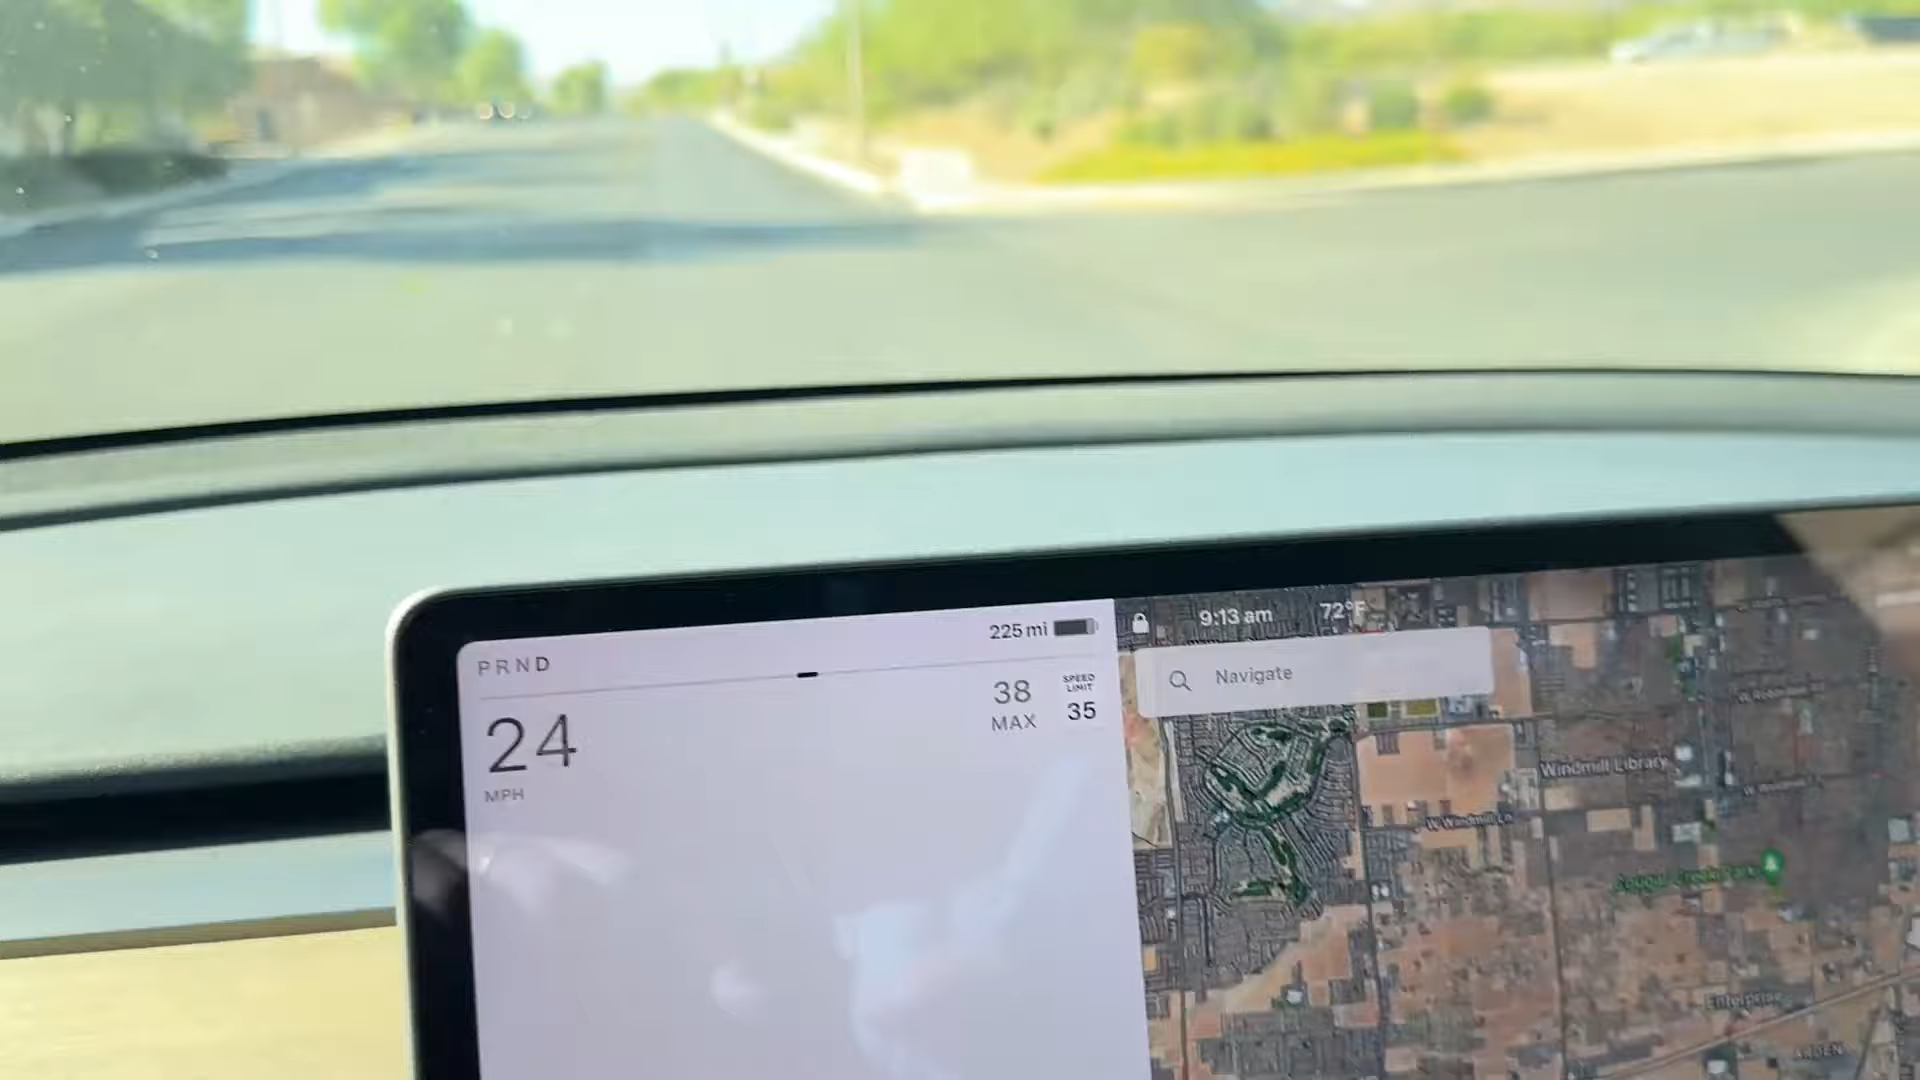 PRND
225 mi
24
MPH
38
MAX
SPEED
LIMIT
35
9:13 am
72°F
Navigate
Windmill Library
W Windmill Ln
Enterprise
ARDEN